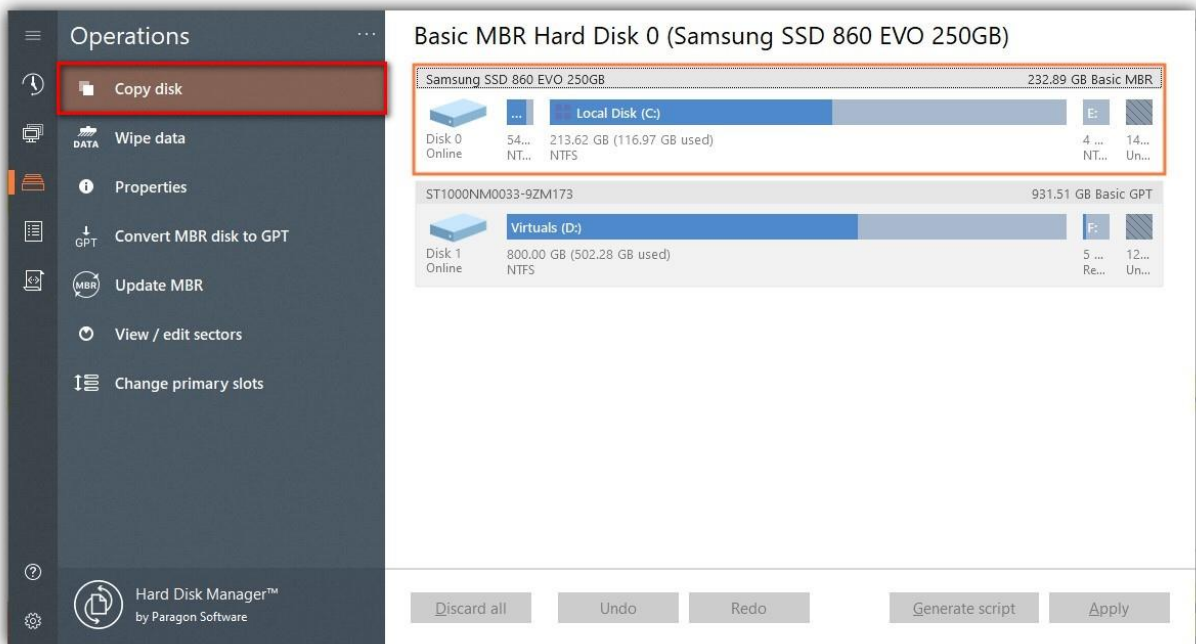 Operations
...
Copy disk
DATA
Wipe data
Properties
GPT
Convert MBR disk to GPT
MBR
Update MBR
View / edit sectors
Change primary slots
Hard Disk Manager™
by Paragon Software
Basic MBR Hard Disk 0 (Samsung SSD 860 EVO 250GB)
Samsung SSD 860 EVO 250GB 232.89 GB Basic MBR
... Local Disk (C:) E:
Disk 0 54... 213.62 GB (116.97 GB used) 4 ... 14...
Online NT... NTFS NT... Un...
ST1000NM0033-9ZM173 931.51 GB Basic GPT
Virtuals (D:) F:
Disk 1 800.00 GB (502.28 GB used) 5 ... 12...
Online NTFS Re... Un...
Discard all Undo Redo Generate script Apply